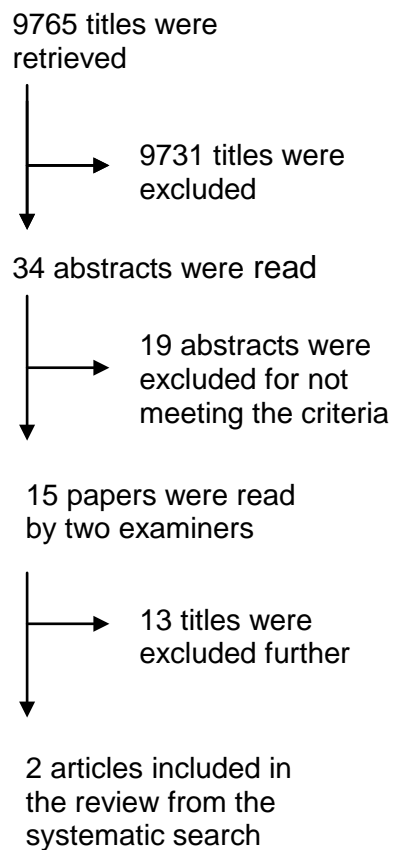 9765 titles were
retrieved
9731 titles were
excluded
34 abstracts were read
19 abstracts were
excluded for not
meeting the criteria
15 papers were read
by two examiners
13 titles were
excluded further
2 articles included in
the review from the
systematic search